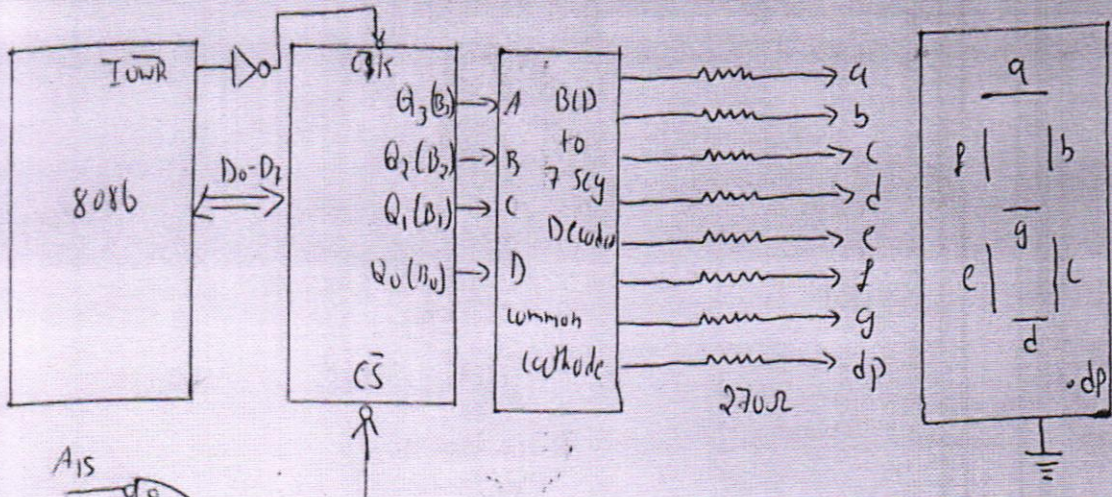 IOWR
8086
D0-D7
Clk
Q3(B3)
Q2(B2)
Q1(B1)
Q0(B0)
CS
A BCD
B to
C 7 seg
Decoder
D
common
cathode
a
b
c
d
e
f
g
dp
270Ω
a
f b
g
e c
d
.dp
A15